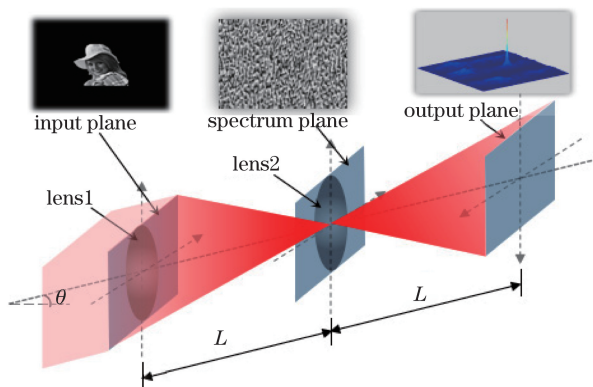 input plane
spectrum plane
output plane
lens1
lens2
θ
L
L